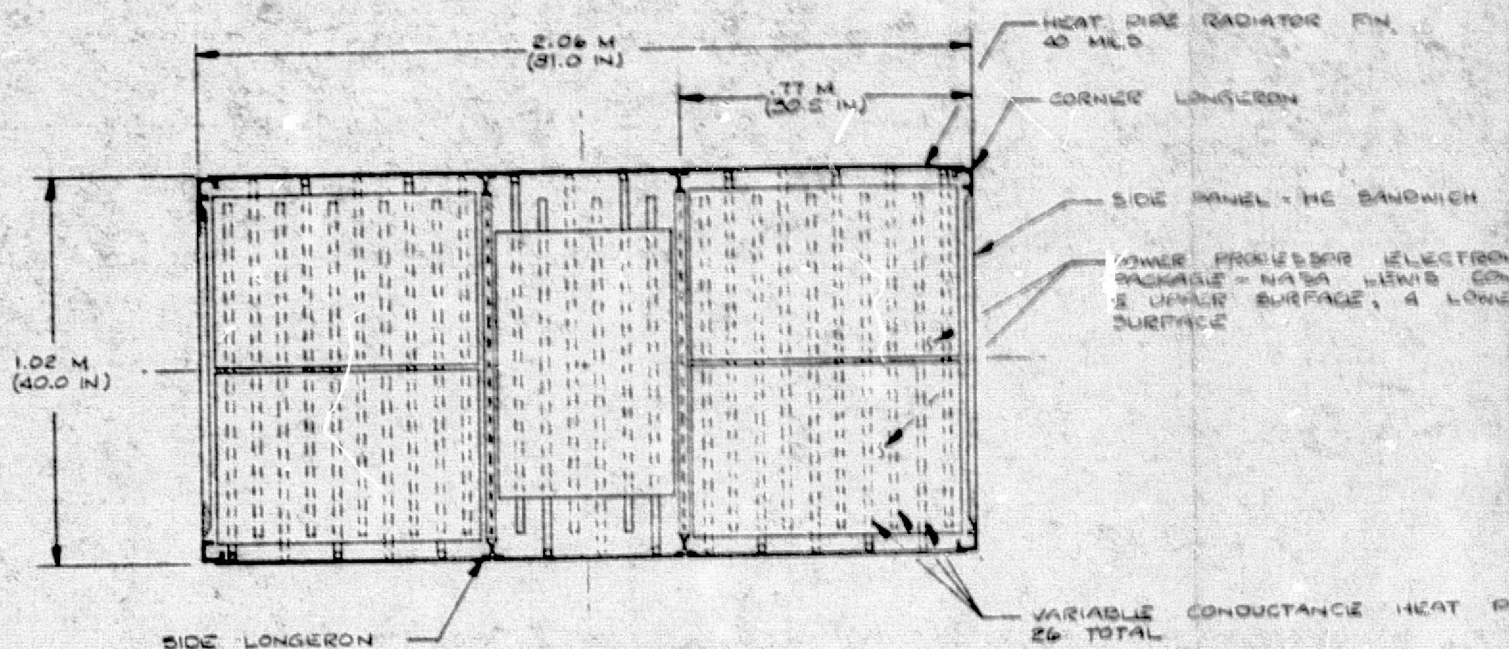 HEAT PIPE RADIATOR FIN,
40 MILS
2.06 M
(81.0 IN)
.77 M
(30.5 IN)
CORNER LONGERON
SIDE PANEL - HC SANDWICH
POWER PROCESSOR ELECTRON
PACKAGE - NASA LEWIS
UPPER SURFACE, 4 LOWE
SURFACE
1.02 M
(40.0 IN)
VARIABLE CONDUCTANCE HEAT P
26 TOTAL
SIDE LONGERON